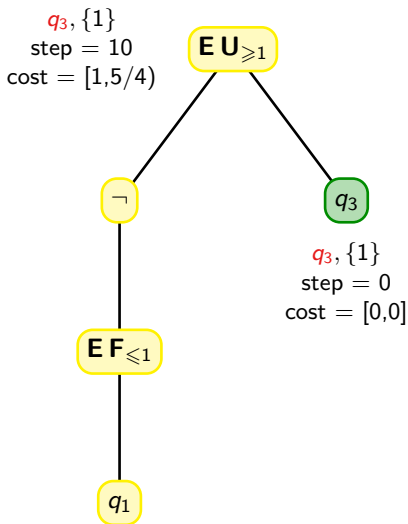 q₃, {1}
step = 10
cost = [1,5/4)
E U⩾₁
¬
q₃
q₃, {1}
step = 0
cost = [0,0]
E F⩽₁
q₁